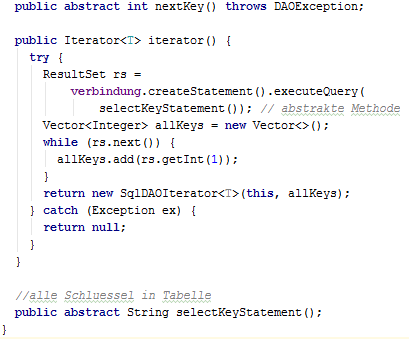 public abstract int nextKey() throws DAOException;

public Iterator<T> iterator() {
  try {
    ResultSet rs =
        verbindung.createStatement().executeQuery(
            selectKeyStatement()); // abstrakte Methode
    Vector<Integer> allKeys = new Vector<>();
    while (rs.next()) {
      allKeys.add(rs.getInt(1));
    }
    return new SqlDAOIterator<T>(this, allKeys);
  } catch (Exception ex) {
    return null;
  }
}

//alle Schluessel in Tabelle
public abstract String selectKeyStatement();
}